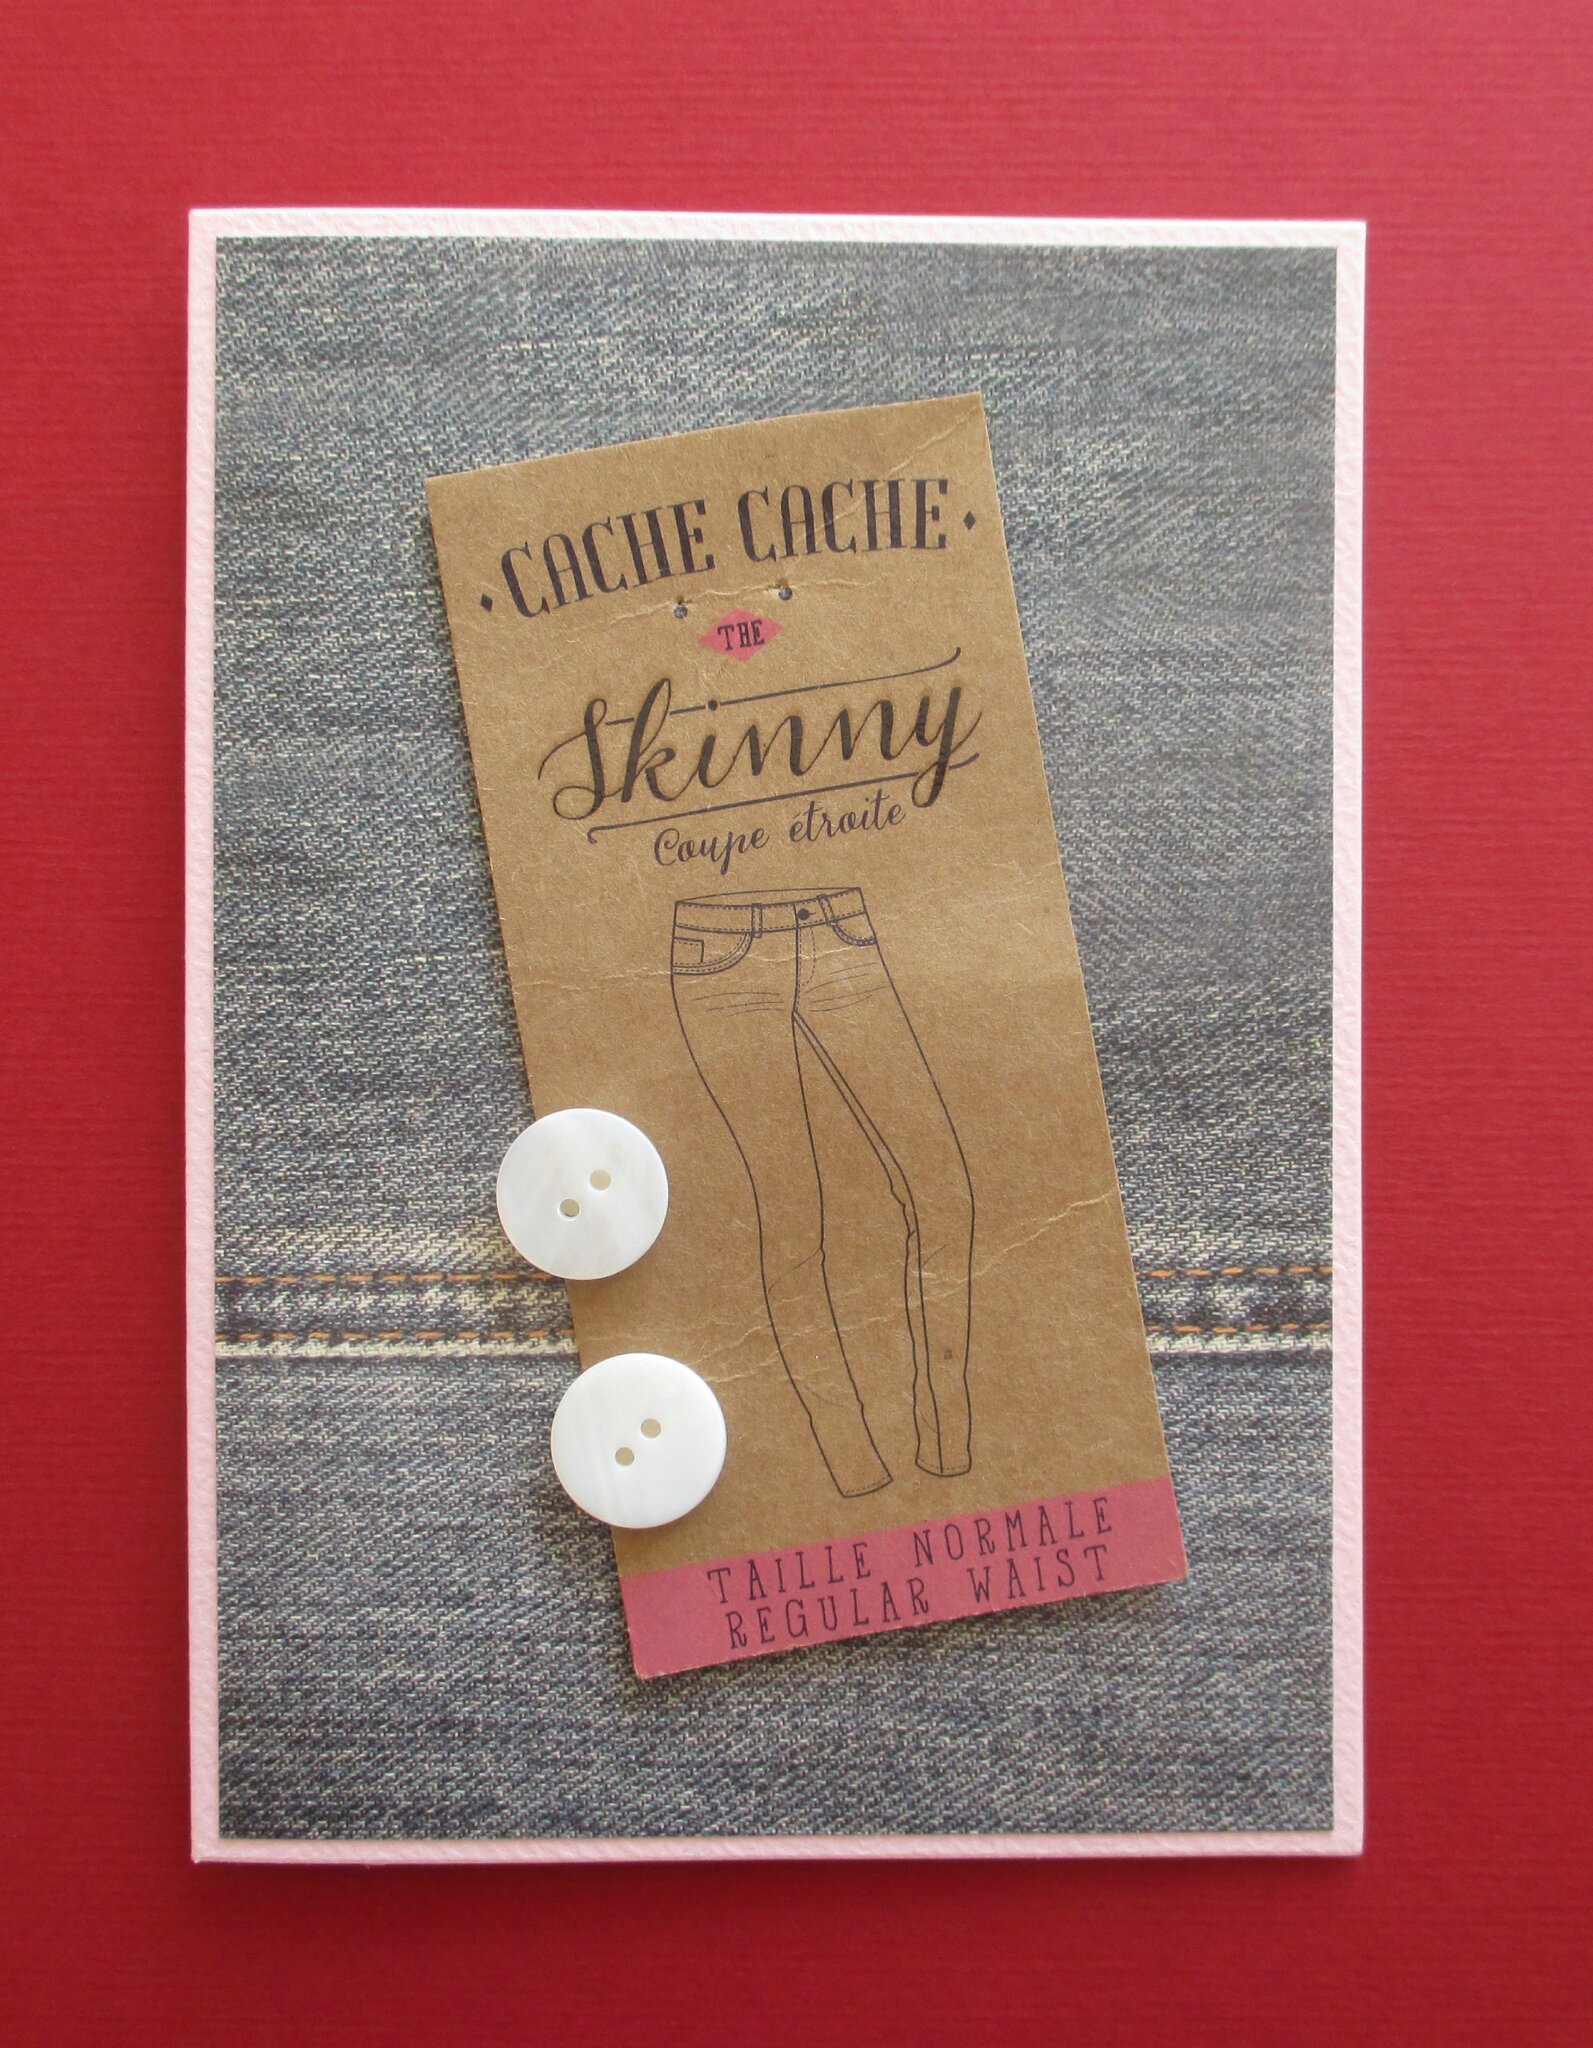 CACHE CACHE
THE
Skinny
Coupe étroite
TAILLE NORMALE
REGULAR WAIST